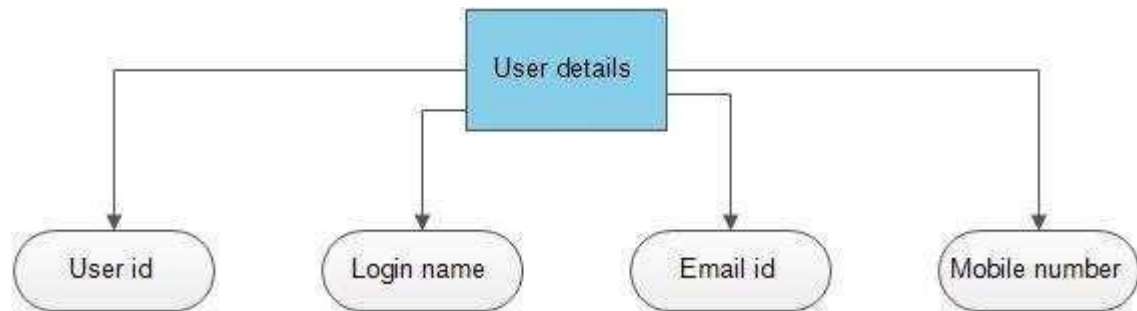 User details
User id
Login name
Email id
Mobile number